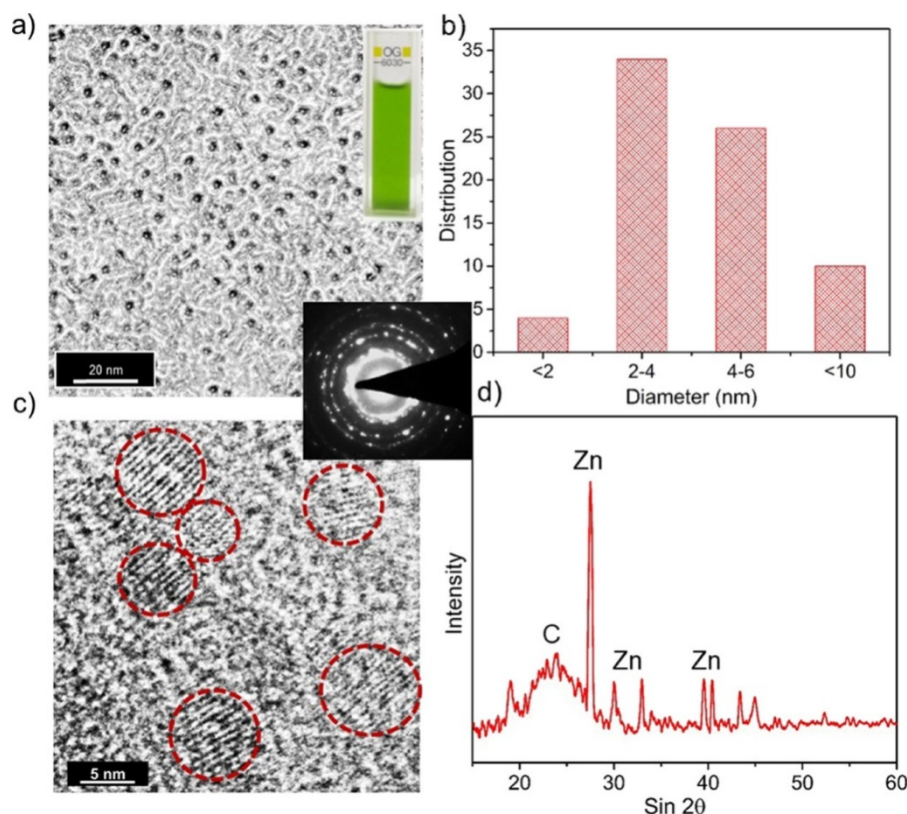 a)
OG
6030
20 nm
b)
Distribution
35
30
25
20
15
10
5
0
<2
2-4
4-6
<10
Diameter (nm)
c)
5 nm
d)
Intensity
C
Zn
Zn
Zn
20
30
40
50
60
Sin 2θ